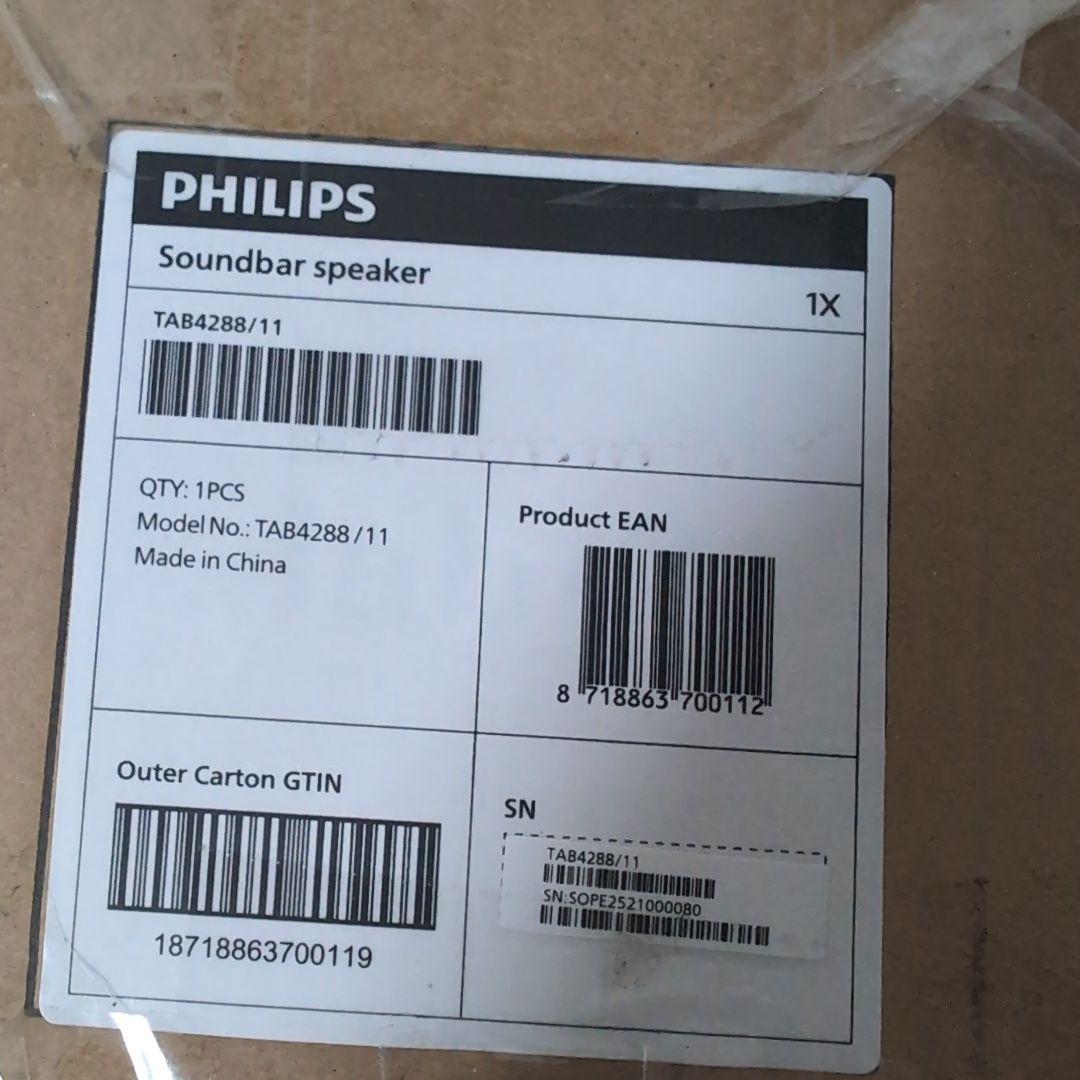 PHILIPS
Soundbar speaker
1X
TAB4288/11
QTY: 1PCS
Model No.: TAB4288/11
Made in China
Product EAN
8 718863 700112
Outer Carton GTIN
18718863700119
SN
TAB4288/11
SN:SOPE2521000080